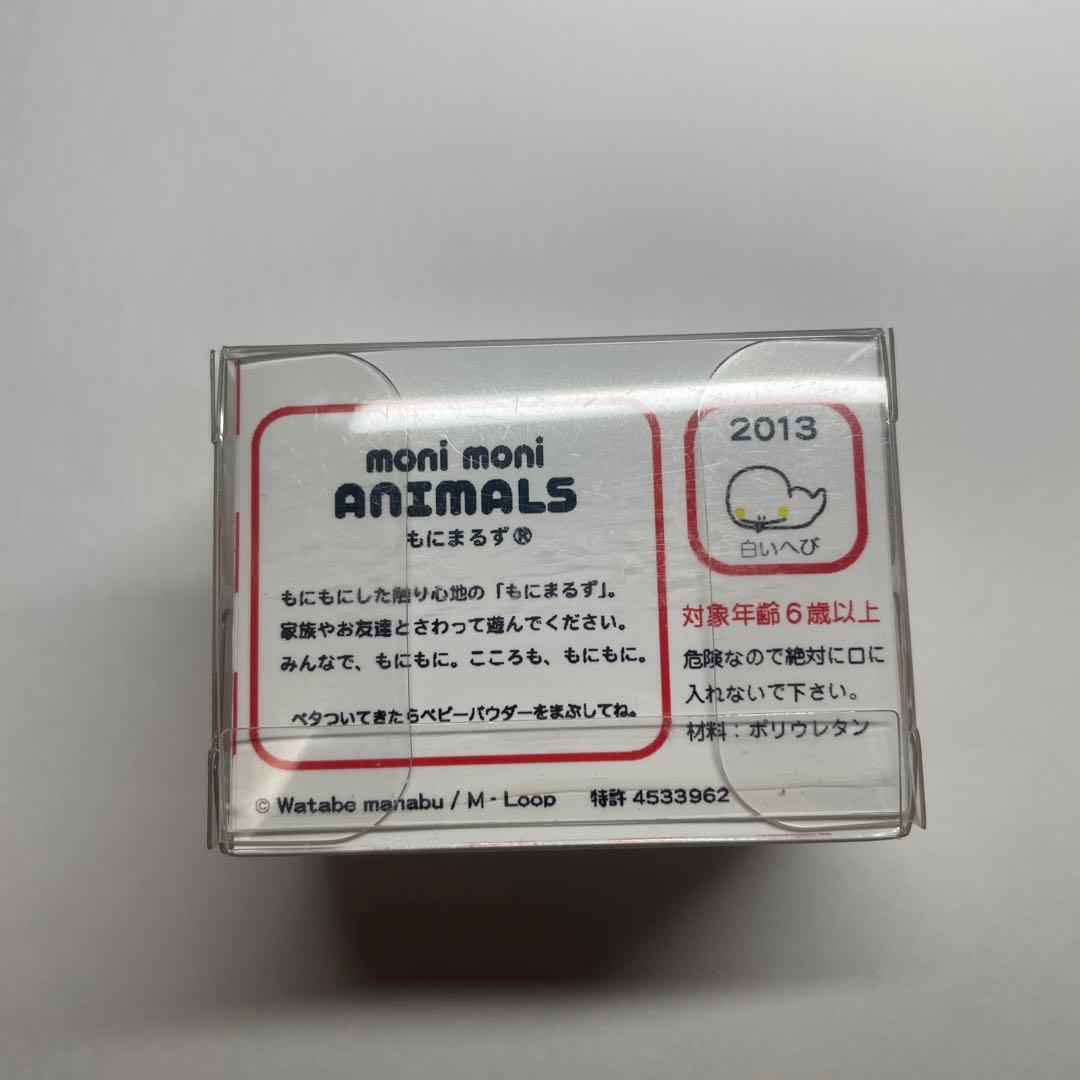 moni moni
ANIMALS
もにまるず®
もにもにした触り心地の「もにまるず」。
家族やお友達とさわって遊んでください。
みんなで、もにもに。こころも、もにもに。
ベタついてきたらベビーパウダーをまぶしてね。
2013
白いへび
対象年齢6歳以上
危険なので絶対に口に
入れないで下さい。
材料：ポリウレタン
© Watabe manabu / M - Loop 特許 4533962